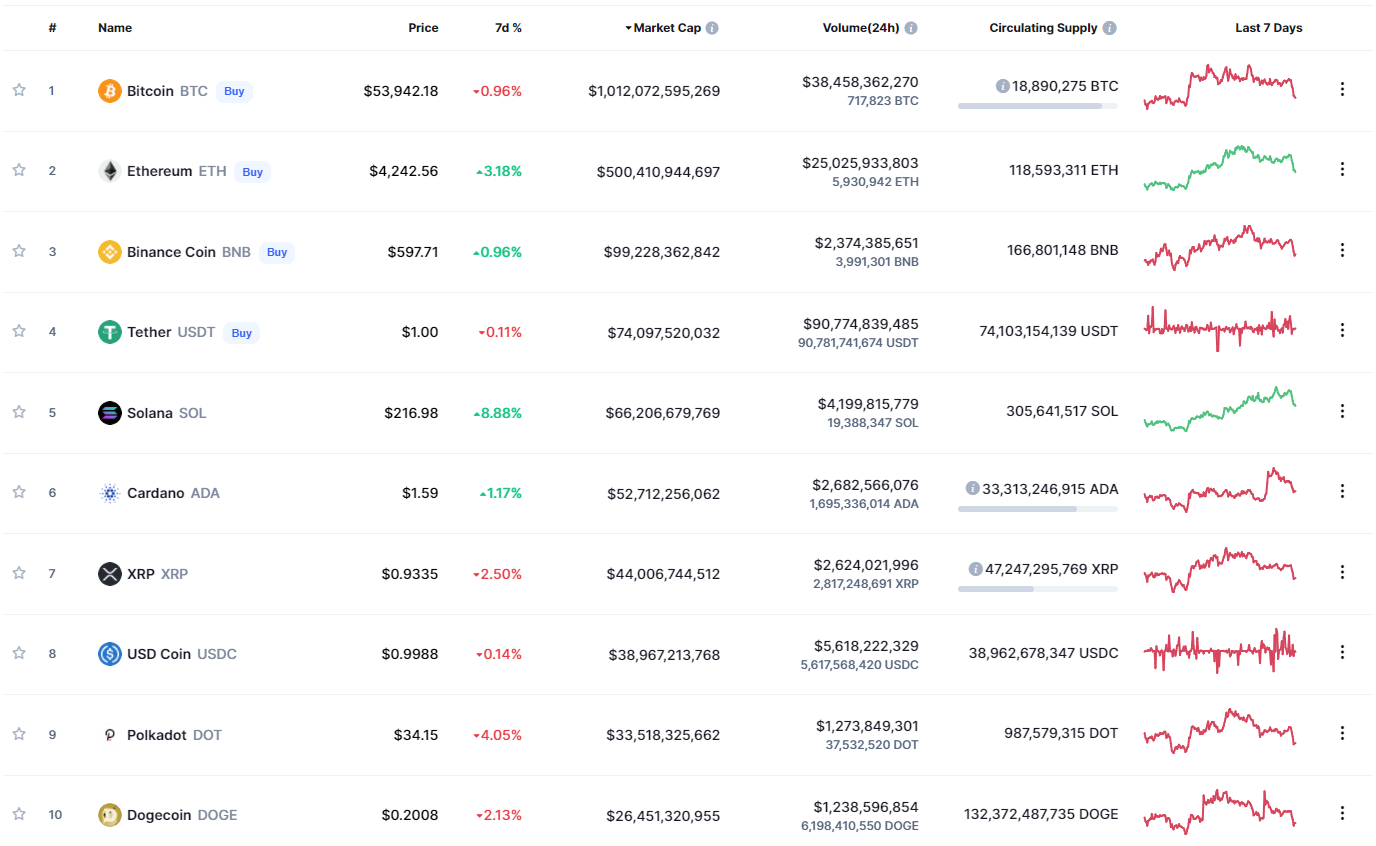 # Name Price 7d % Market Cap Volume(24h) Circulating Supply Last 7 Days
1 Bitcoin BTC Buy $53,942.18 0.96% $1,012,072,595,269 $38,458,362,270 18,890,275 BTC
717,823 BTC
2 Ethereum ETH Buy $4,242.56 3.18% $500,410,944,697 $25,025,933,803 118,593,311 ETH
5,930,942 ETH
3 Binance Coin BNB Buy $597.71 0.96% $99,228,362,842 $2,374,385,651 166,801,148 BNB
3,991,301 BNB
4 Tether USDT Buy $1.00 0.11% $74,097,520,032 $90,774,839,485 74,103,154,139 USDT
90,781,741,674 USDT
5 Solana SOL $216.98 8.88% $66,206,679,769 $4,199,815,779 305,641,517 SOL
19,388,347 SOL
6 Cardano ADA $1.59 1.17% $52,712,256,062 $2,682,566,076 33,313,246,915 ADA
1,695,336,014 ADA
7 XRP XRP $0.9335 2.50% $44,006,744,512 $2,624,021,996 47,247,295,769 XRP
2,817,248,691 XRP
8 USD Coin USDC $0.9988 0.14% $38,967,213,768 $5,618,222,329 38,962,678,347 USDC
5,617,568,420 USDC
9 Polkadot DOT $34.15 4.05% $33,518,325,662 $1,273,849,301 987,579,315 DOT
37,532,520 DOT
10 Dogecoin DOGE $0.2008 2.13% $26,451,320,955 $1,238,596,854 132,372,487,735 DOGE
6,198,410,550 DOGE